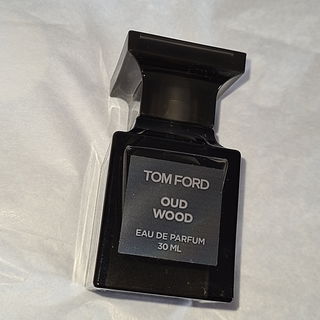 TOM FORD
OUD
WOOD
EAU DE PARFUM
30 ML